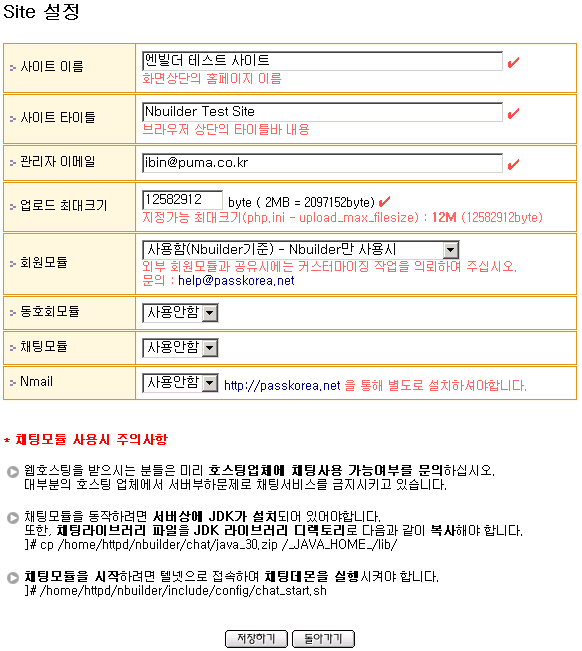 Site 설정
사이트 이름
엔빌더 테스트 사이트
화면상단의 홈페이지 이름
사이트 타이틀
Nbuilder Test Site
브라우저 상단의 타이틀바 내용
관리자 이메일
ibin@puma.co.kr
업로드 최대크기
12582912 byte ( 2MB = 2097152byte)
지정가능 최대크기(php.ini - upload_max_filesize) : 12M (12582912byte)
회원모듈
사용함(Nbuilder기준) - Nbuilder만 사용시
외부 회원모듈과 공유시에는 커스터마이징 작업을 의뢰하여 주십시오.
문의 : help@passkorea.net
동호회모듈
사용안함
채팅모듈
사용안함
Nmail
사용안함 http://passkorea.net 을 통해 별도로 설치하셔야합니다.
* 채팅모듈 사용시 주의사항
웹호스팅을 받으시는 분들은 미리 호스팅업체에 채팅사용 가능여부를 문의하십시오.
대부분의 호스팅 업체에서 서버부하문제로 채팅서비스를 금지시키고 있습니다.
채팅모듈을 동작하려면 서버상에 JDK가 설치되어 있어야합니다.
또한, 채팅라이브러리 파일을 JDK 라이브러리 디렉토리로 다음과 같이 복사해야 합니다.
]# cp /home/httpd/nbuilder/chat/java_30.zip /_JAVA_HOME_/lib/
채팅모듈을 시작하려면 텔넷으로 접속하여 채팅데몬을 실행시켜야 합니다.
]# /home/httpd/nbuilder/include/config/chat_start.sh
저장하기 돌아가기